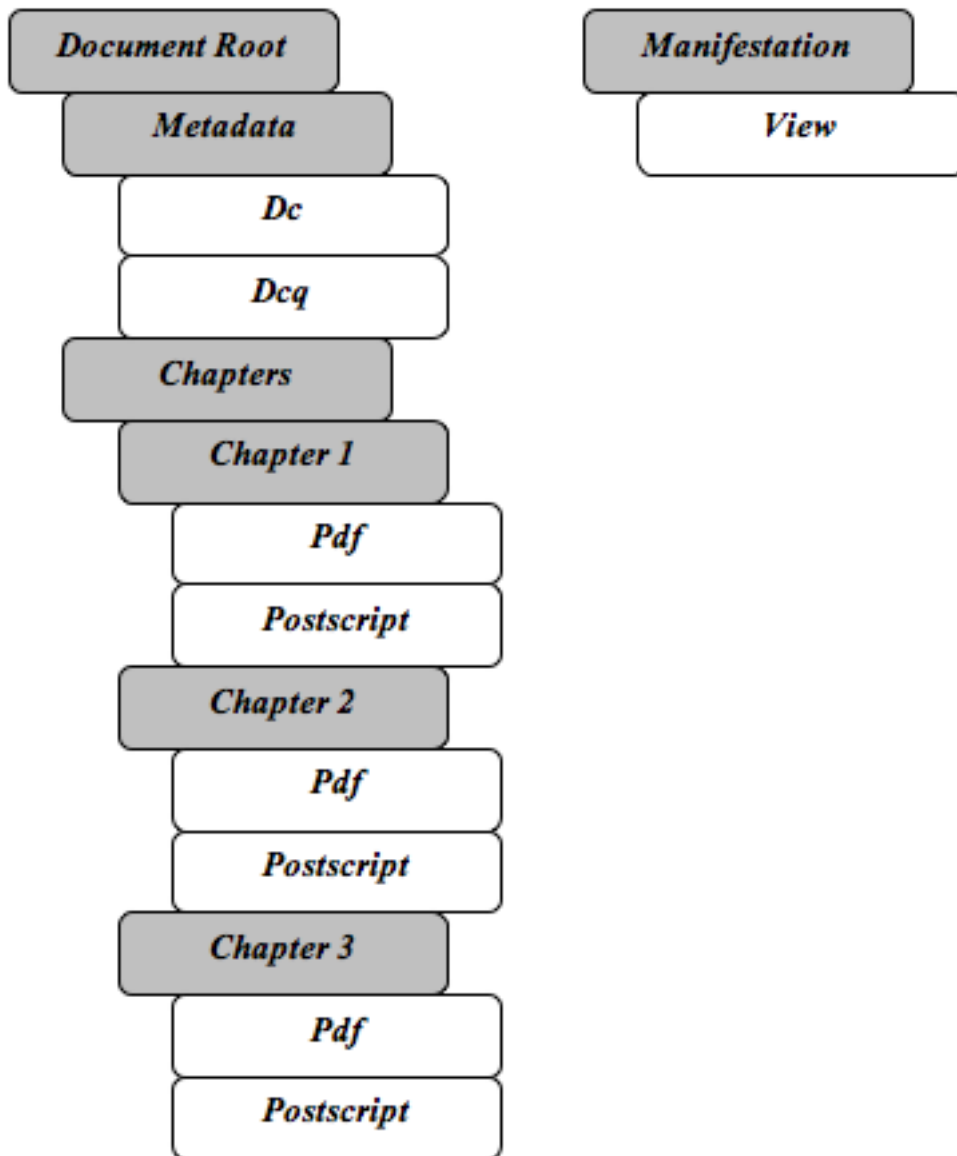 Document Root
Metadata
Dc
Dcq
Chapters
Chapter 1
Pdf
Postscript
Chapter 2
Pdf
Postscript
Chapter 3
Pdf
Postscript
Manifestation
View